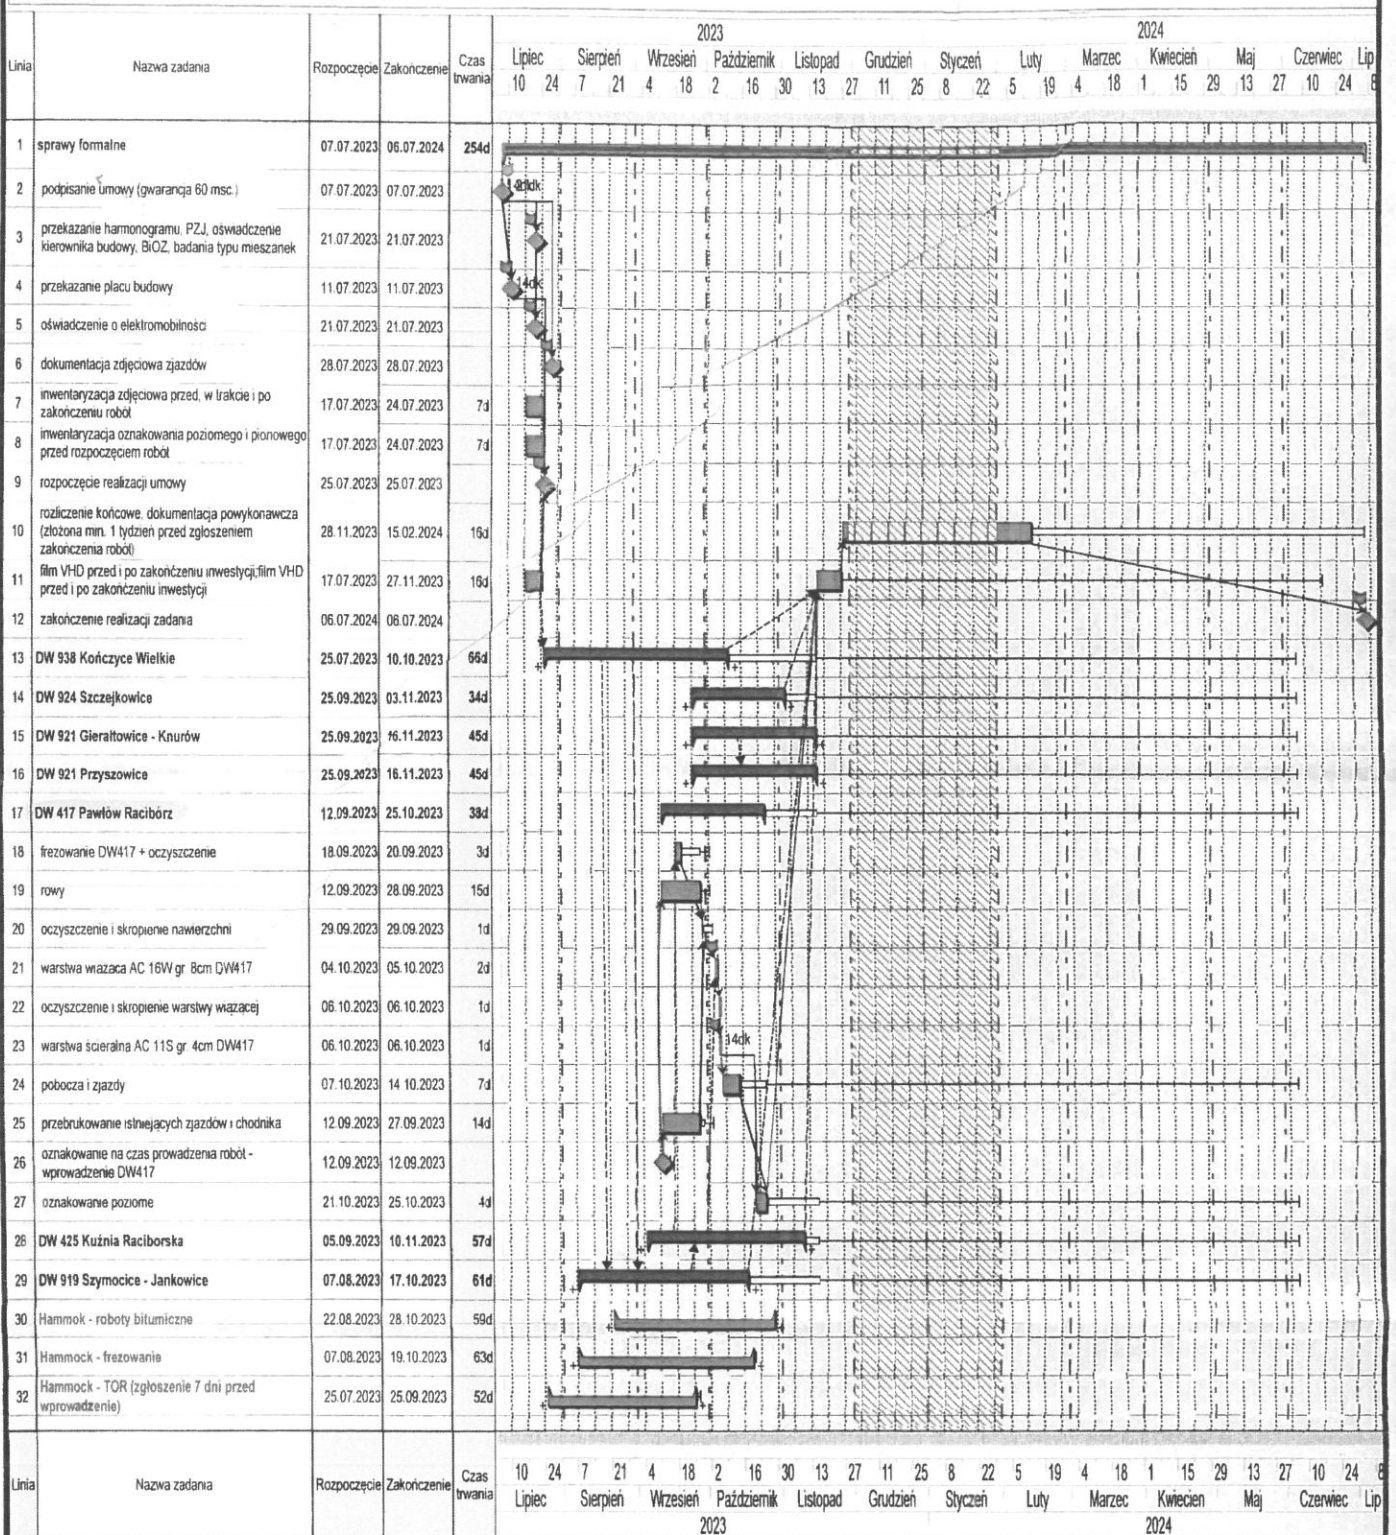 2023 2024
Linia Nazwa zadania Rozpoczęcie Zakończenie Czas trwania Lipiec Sierpień Wrzesień Październik Listopad Grudzień Styczeń Luty Marzec Kwiecień Maj Czerwiec Lip
10 24 7 21 4 18 2 16 30 13 27 11 25 8 22 5 19 4 18 1 15 29 13 27 10 24 8
1 sprawy formalne 07.07.2023 06.07.2024 254d
2 podpisanie umowy (gwarancja 60 msc.) 07.07.2023 07.07.2023
3 przekazanie harmonogramu, PZJ, oświadczenie
kierownika budowy, BiOZ, badania typu mieszanek 21.07.2023 21.07.2023
4 przekazanie placu budowy 11.07.2023 11.07.2023 14dk
5 oświadczenie o elektromobilności 21.07.2023 21.07.2023
6 dokumentacja zdjęciowa zjazdów 28.07.2023 28.07.2023
7 inwentaryzacja zdjęciowa przed, w trakcie i po
zakończeniu robót 17.07.2023 24.07.2023 7d
8 inwentaryzacja oznakowania poziomego i pionowego
przed rozpoczęciem robót 17.07.2023 24.07.2023 7d
9 rozpoczęcie realizacji umowy 25.07.2023 25.07.2023
10 rozliczenie końcowe, dokumentacja powykonawcza
(złożona min. 1 tydzień przed zgłoszeniem
zakończenia robót) 28.11.2023 15.02.2024 16d
11 film VHD przed i po zakończeniu inwestycji;film VHD
przed i po zakończeniu inwestycji 17.07.2023 27.11.2023 16d
12 zakończenie realizacji zadania 06.07.2024 06.07.2024
13 DW 938 Kończyce Wielkie 25.07.2023 10.10.2023 66d
14 DW 924 Szczejkowice 25.09.2023 03.11.2023 34d
15 DW 921 Gierałtowice - Knurów 25.09.2023 16.11.2023 45d
16 DW 921 Przyszowice 25.09.2023 16.11.2023 45d
17 DW 417 Pawłów Racibórz 12.09.2023 25.10.2023 38d
18 frezowanie DW417 + oczyszczenie 18.09.2023 20.09.2023 3d
19 rowy 12.09.2023 28.09.2023 15d
20 oczyszczenie i skropienie nawierzchni 29.09.2023 29.09.2023 1d
21 warstwa wiążąca AC 16W gr 8cm DW417 04.10.2023 05.10.2023 2d
22 oczyszczenie i skropienie warstwy wiążącej 06.10.2023 06.10.2023 1d
23 warstwa ścieralna AC 11S gr. 4cm DW417 06.10.2023 06.10.2023 1d 14dk
24 pobocza i zjazdy 07.10.2023 14.10.2023 7d
25 przebrukowanie istniejących zjazdów i chodnika 12.09.2023 27.09.2023 14d
26 oznakowanie na czas prowadzenia robót -
wprowadzenie DW417 12.09.2023 12.09.2023
27 oznakowanie poziome 21.10.2023 25.10.2023 4d
28 DW 425 Kuźnia Raciborska 05.09.2023 10.11.2023 57d
29 DW 919 Szymocice - Jankowice 07.08.2023 17.10.2023 61d
30 Hammok - roboty bitumiczne 22.08.2023 28.10.2023 59d
31 Hammock - frezowanie 07.08.2023 19.10.2023 63d
32 Hammock - TOR (zgłoszenie 7 dni przed
wprowadzenie) 25.07.2023 25.09.2023 52d
Linia Nazwa zadania Rozpoczęcie Zakończenie Czas trwania 10 24 7 21 4 18 2 16 30 13 27 11 25 8 22 5 19 4 18 1 15 29 13 27 10 24 8
Lipiec Sierpień Wrzesień Październik Listopad Grudzień Styczeń Luty Marzec Kwiecień Maj Czerwiec Lip
2023 2024